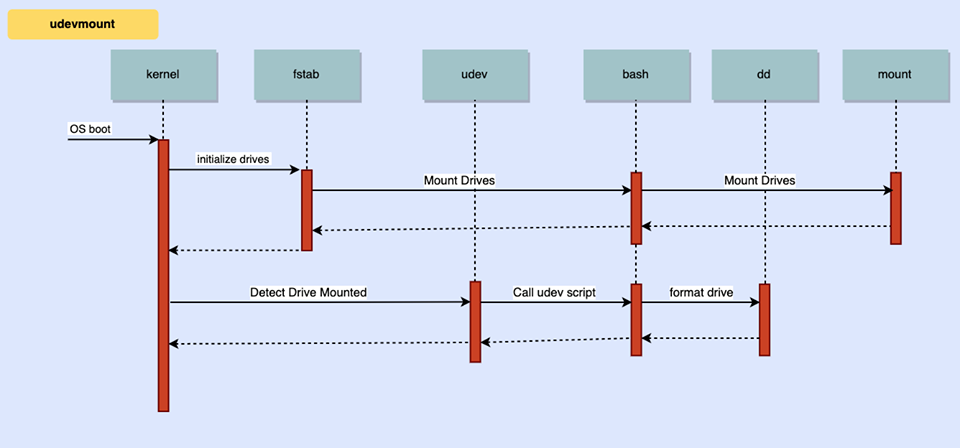 udevmount
kernel
fstab
udev
bash
dd
mount
OS boot
initialize drives
Mount Drives
Mount Drives
Detect Drive Mounted
Call udev script
format drive